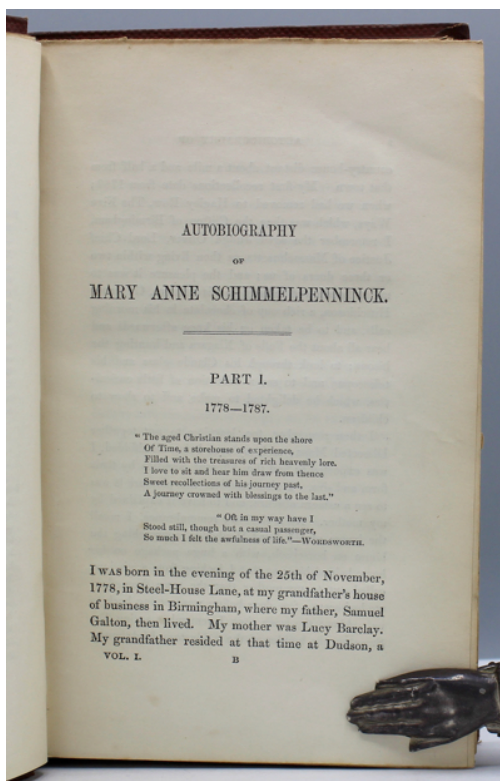 AUTOBIOGRAPHY
OF
MARY ANNE SCHIMMELPENNINCK.
PART I.
1778—1787.
"The aged Christian stands upon the shore
Of Time, a storehouse of experience,
Filled with the treasures of rich heavenly lore.
I love to sit and hear him draw from thence
Sweet recollections of his journey past,
A journey crowned with blessings to the last."
"Oft in my way have I
Stood still, though but a casual passenger,
So much I felt the awfulness of life."—WORDSWORTH.
I WAS born in the evening of the 25th of November,
1778, in Steel-House Lane, at my grandfather's house
of business in Birmingham, where my father, Samuel
Galton, then lived. My mother was Lucy Barclay.
My grandfather resided at that time at Dudson, a
VOL. I. B